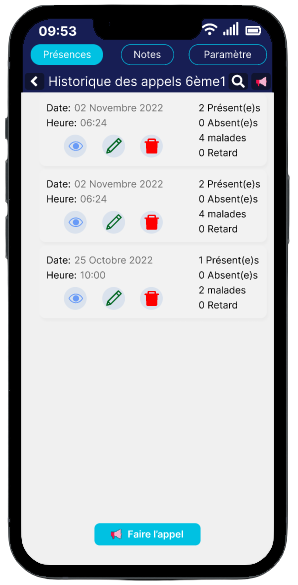 09:53
Présences Notes Paramètre
Historique des appels 6ème1
Date: 02 Novembre 2022 2 Présent(e)s
Heure: 06:24 0 Absent(e)s
4 malades
0 Retard
Date: 02 Novembre 2022 2 Présent(e)s
Heure: 06:24 0 Absent(e)s
4 malades
0 Retard
Date: 25 Octobre 2022 1 Présent(e)s
Heure: 10:00 0 Absent(e)s
2 malades
0 Retard
Faire l'appel